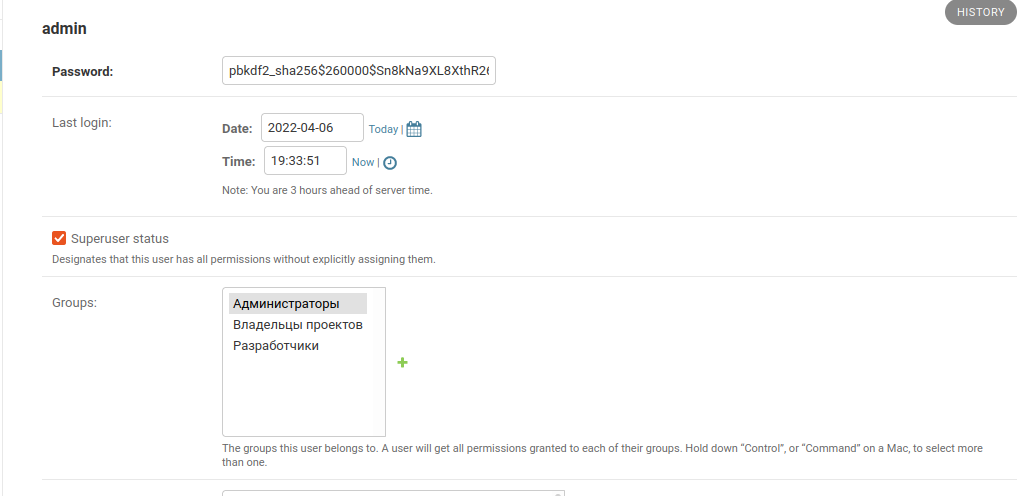 HISTORY
admin
Password: pbkdf2_sha256$260000$Sn8kNa9XL8XthR26
Last login:
Date: 2022-04-06 Today |
Time: 19:33:51 Now |
Note: You are 3 hours ahead of server time.
Superuser status
Designates that this user has all permissions without explicitly assigning them.
Groups:
Администраторы
Владельцы проектов
Разработчики
The groups this user belongs to. A user will get all permissions granted to each of their groups. Hold down “Control”, or “Command” on a Mac, to select more
than one.